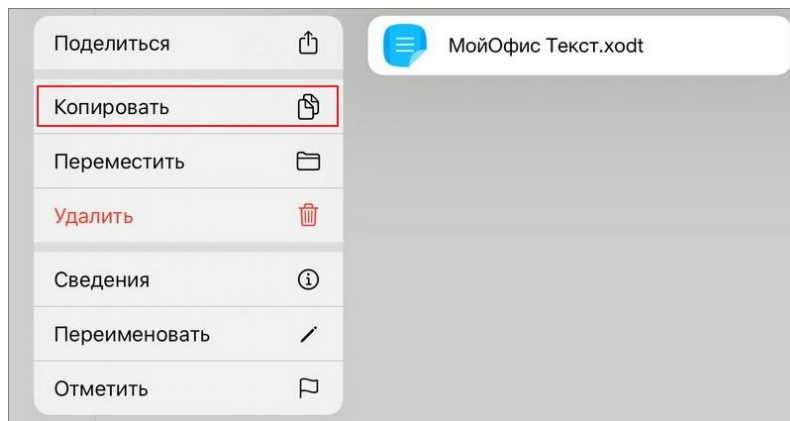 Поделиться
МойОфис Текст.xodt
Копировать
Переместить
Удалить
Сведения
Переименовать
Отметить